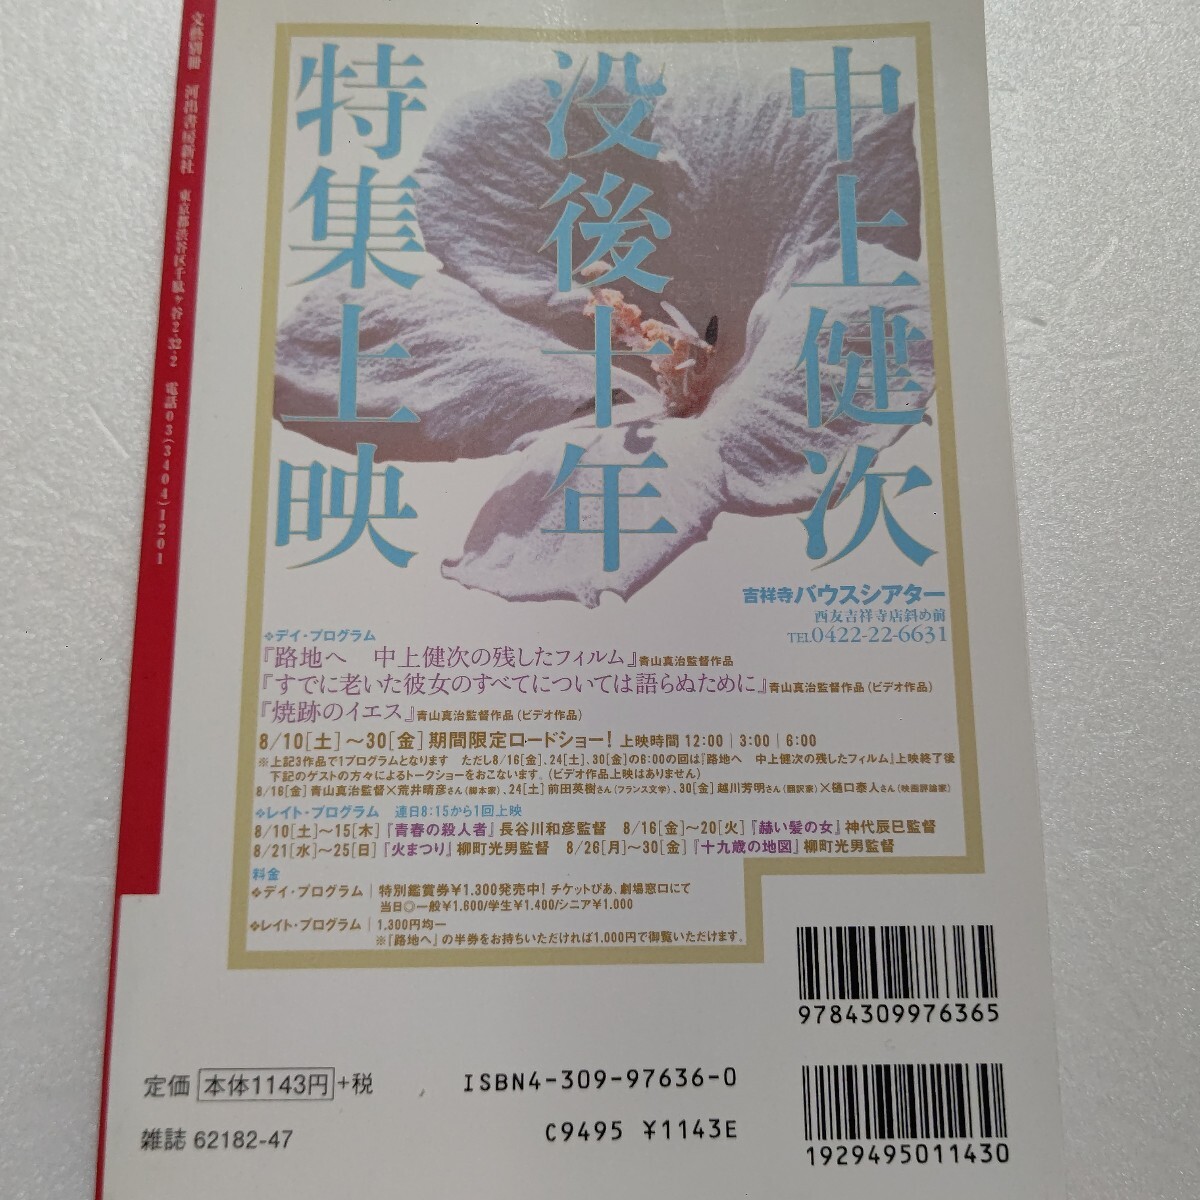 文藝別冊　河出書房新社　東京都渋谷区千駄ヶ谷2-32-2　電話03(3404)1201
中上健次
没後十年
特集上映
吉祥寺バウスシアター
西友吉祥寺店斜め前
TEL0422-22-6631
❖デイ・プログラム
『路地へ　中上健次の残したフィルム』青山真治監督作品
『すでに老いた彼女のすべてについては語らぬために』青山真治監督作品（ビデオ作品）
『焼跡のイエス』青山真治監督作品（ビデオ作品）
8/10[土]〜30[金]期間限定ロードショー! 上映時間 12:00｜3:00｜6:00
※上記3作品で1プログラムとなります　ただし8/16[金]、24[土]、30[金]の6:00の回は『路地へ　中上健次の残したフィルム』上映終了後
下記のゲストの方々によるトークショーをおこないます。（ビデオ作品上映はありません）
8/16[金]青山真治監督×荒井晴彦さん（脚本家）、24[土]前田英樹さん（フランス文学）、30[金]越川芳明さん（翻訳家）×樋口泰人さん（映画評論家）
❖レイト・プログラム　連日8:15から1回上映
8/10[土]〜15[木]『青春の殺人者』長谷川和彦監督　8/16[金]〜20[火]『赫い髪の女』神代辰巳監督
8/21[水]〜25[日]『火まつり』柳町光男監督　8/26[月]〜30[金]『十九歳の地図』柳町光男監督
料金
❖デイ・プログラム｜特別鑑賞券¥1.300発売中! チケットぴあ、劇場窓口にて
当日◎一般¥1.600/学生¥1.400/シニア¥1.000
❖レイト・プログラム｜1.300円均一
※『路地へ』の半券をお持ちいただければ1.000円で御覧いただけます。
9784309976365
定価 本体1143円+税
ISBN4-309-97636-0
C9495 ¥1143E
雑誌 62182-47
1929495011430